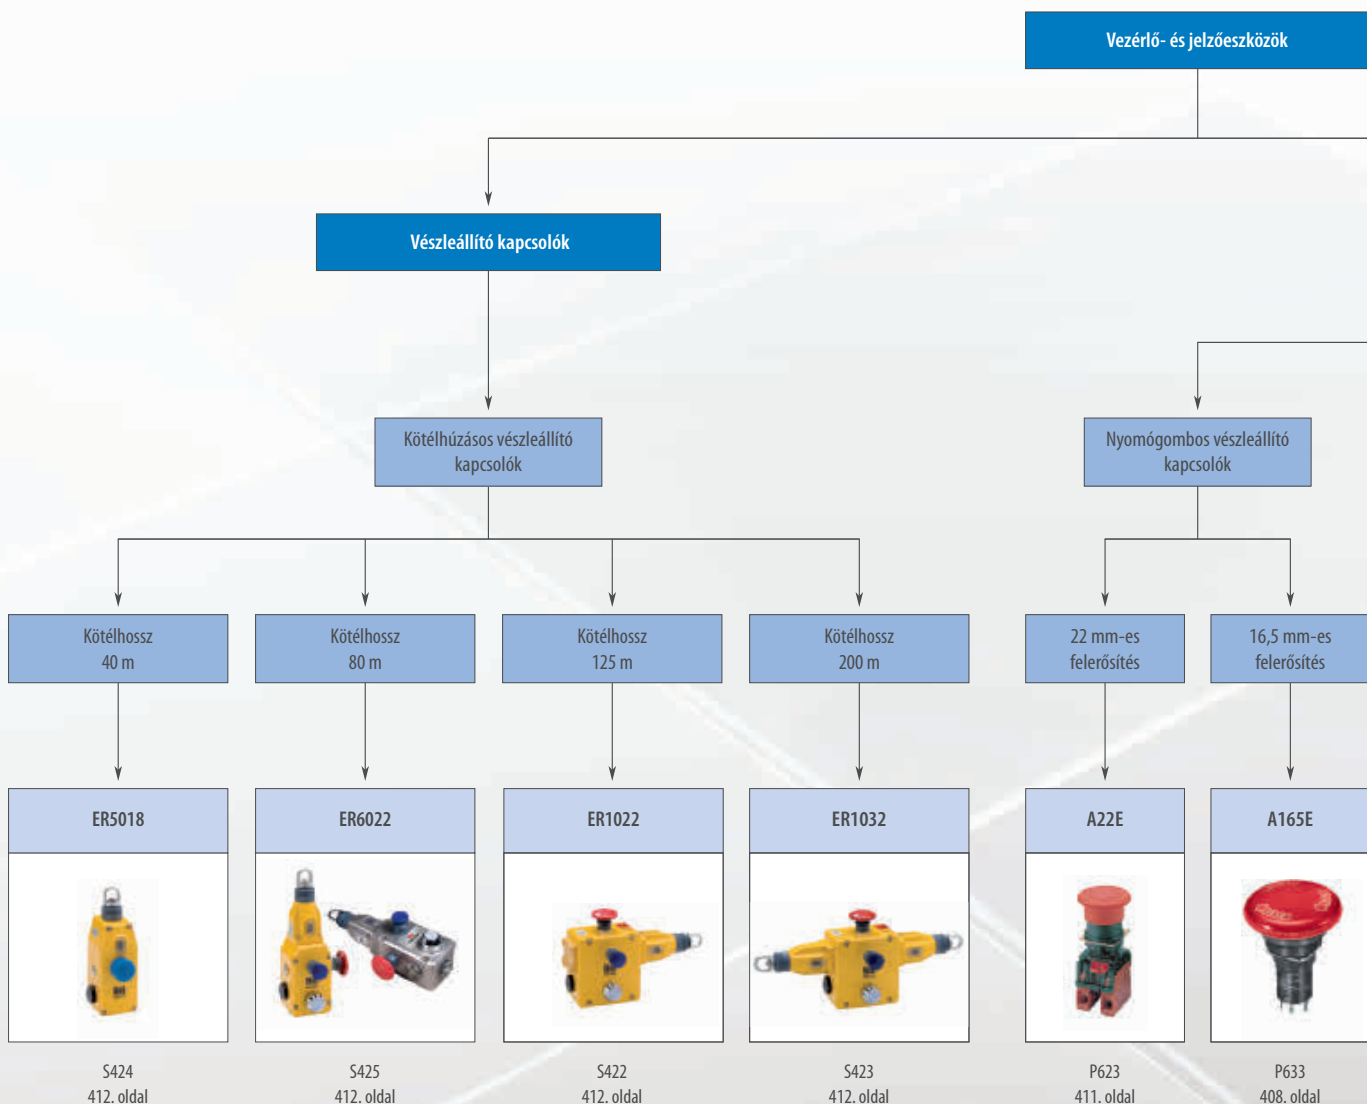 Vezérlő- és jelzőeszközök
Vészleállító kapcsolók
Kötélhúzásos vészleállító
kapcsolók
Nyomógombos vészleállító
kapcsolók
Kötélhossz
40 m
Kötélhossz
80 m
Kötélhossz
125 m
Kötélhossz
200 m
22 mm-es
felerősítés
16,5 mm-es
felerősítés
ER5018
ER6022
ER1022
ER1032
A22E
A165E
S424
412. oldal
S425
412. oldal
S422
412. oldal
S423
412. oldal
P623
411. oldal
P633
408. oldal